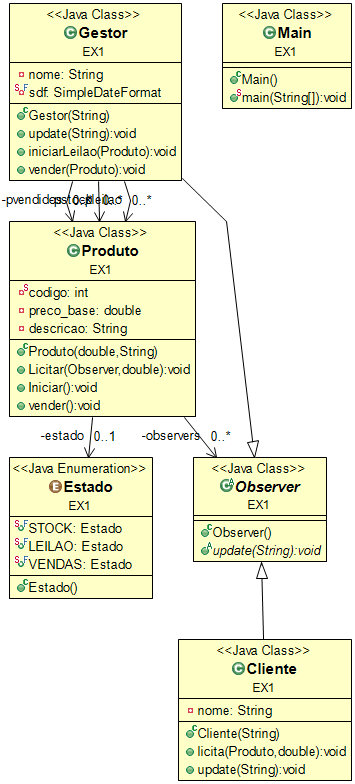 <<Java Class>>
Gestor
EX1
nome: String
sdf: SimpleDateFormat
Gestor(String)
update(String):void
iniciarLeilao(Produto):void
vender(Produto):void
<<Java Class>>
Main
EX1
Main()
main(String[]):void
0..*
<<Java Class>>
Produto
EX1
codigo: int
preco_base: double
descricao: String
Produto(double,String)
Licitar(Observer,double):void
Iniciar():void
vender():void
-estado 0..1
-observers 0..*
<<Java Enumeration>>
Estado
EX1
STOCK: Estado
LEILAO: Estado
VENDAS: Estado
Estado()
<<Java Class>>
Observer
EX1
Observer()
update(String):void
<<Java Class>>
Cliente
EX1
nome: String
Cliente(String)
licita(Produto,double):void
update(String):void